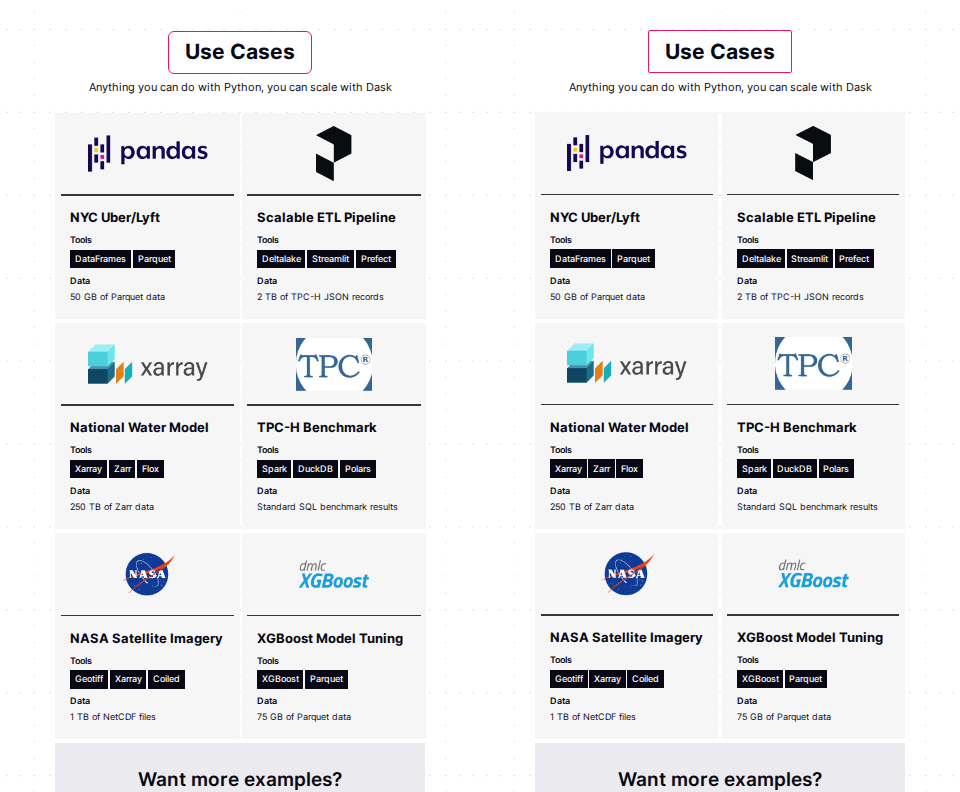 Use Cases
Anything you can do with Python, you can scale with Dask
pandas
NYC Uber/Lyft
Tools
DataFrames Parquet
Data
50 GB of Parquet data
Scalable ETL Pipeline
Tools
Deltalake Streamlit Prefect
Data
2 TB of TPC-H JSON records
xarray
National Water Model
Tools
Xarray Zarr Flox
Data
250 TB of Zarr data
TPC®
TPC-H Benchmark
Tools
Spark DuckDB Polars
Data
Standard SQL benchmark results
NASA
NASA Satellite Imagery
Tools
Geotiff Xarray Coiled
Data
1 TB of NetCDF files
dmlc
XGBoost
XGBoost Model Tuning
Tools
XGBoost Parquet
Data
75 GB of Parquet data
Want more examples?
Use Cases
Anything you can do with Python, you can scale with Dask
pandas
NYC Uber/Lyft
Tools
DataFrames Parquet
Data
50 GB of Parquet data
Scalable ETL Pipeline
Tools
Deltalake Streamlit Prefect
Data
2 TB of TPC-H JSON records
xarray
National Water Model
Tools
Xarray Zarr Flox
Data
250 TB of Zarr data
TPC®
TPC-H Benchmark
Tools
Spark DuckDB Polars
Data
Standard SQL benchmark results
NASA
NASA Satellite Imagery
Tools
Geotiff Xarray Coiled
Data
1 TB of NetCDF files
dmlc
XGBoost
XGBoost Model Tuning
Tools
XGBoost Parquet
Data
75 GB of Parquet data
Want more examples?